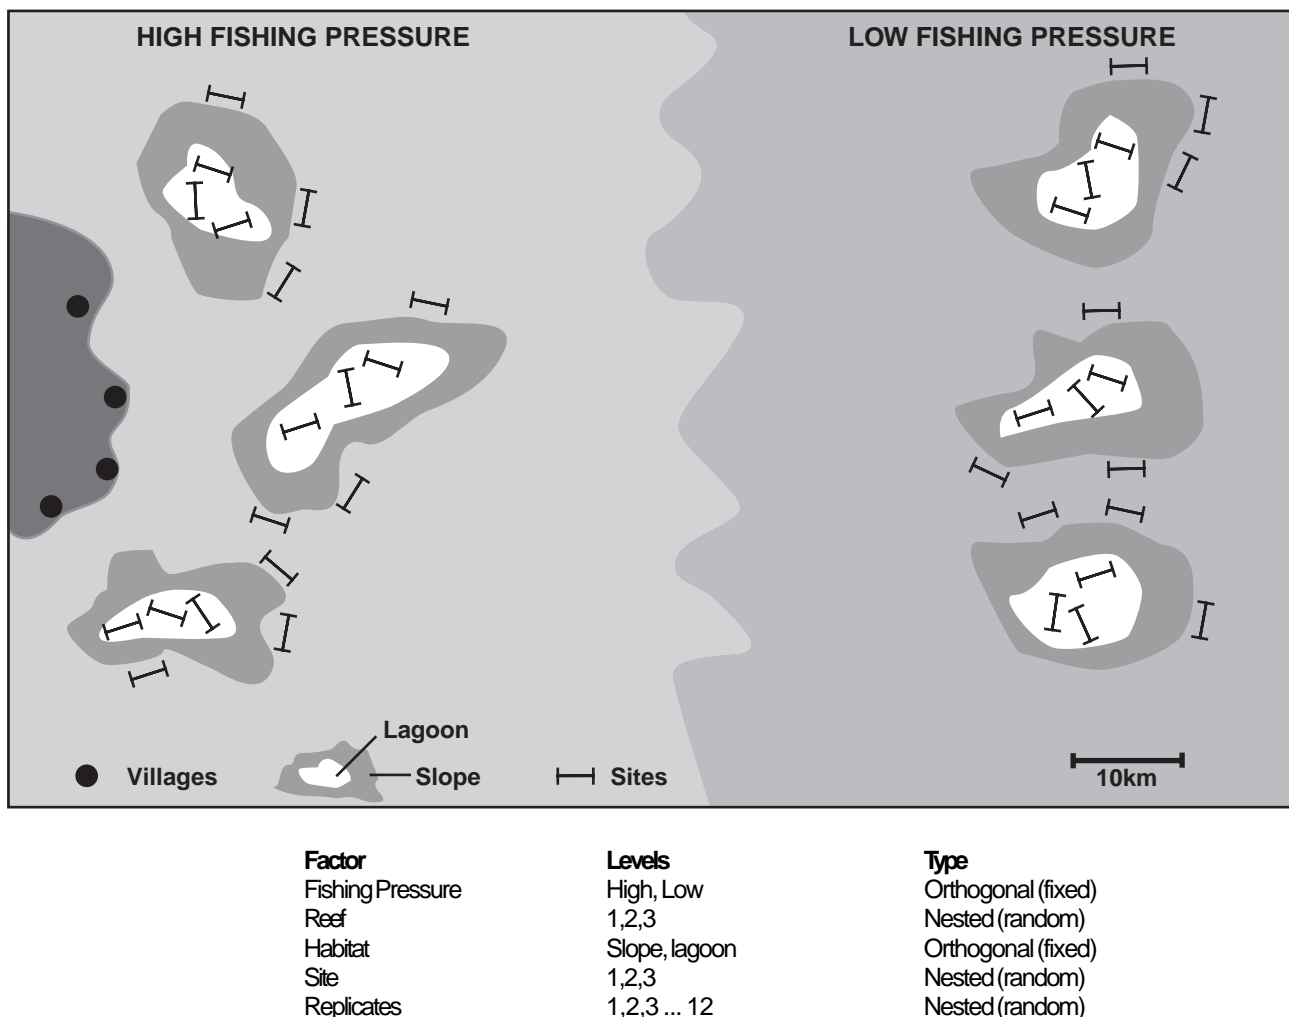 HIGH FISHING PRESSURE
LOW FISHING PRESSURE
Lagoon
Villages
Slope
Sites
10km
Factor Levels Type
Fishing Pressure High, Low Orthogonal (fixed)
Reef 1,2,3 Nested (random)
Habitat Slope, lagoon Orthogonal (fixed)
Site 1,2,3 Nested (random)
Replicates 1,2,3 ... 12 Nested (random)